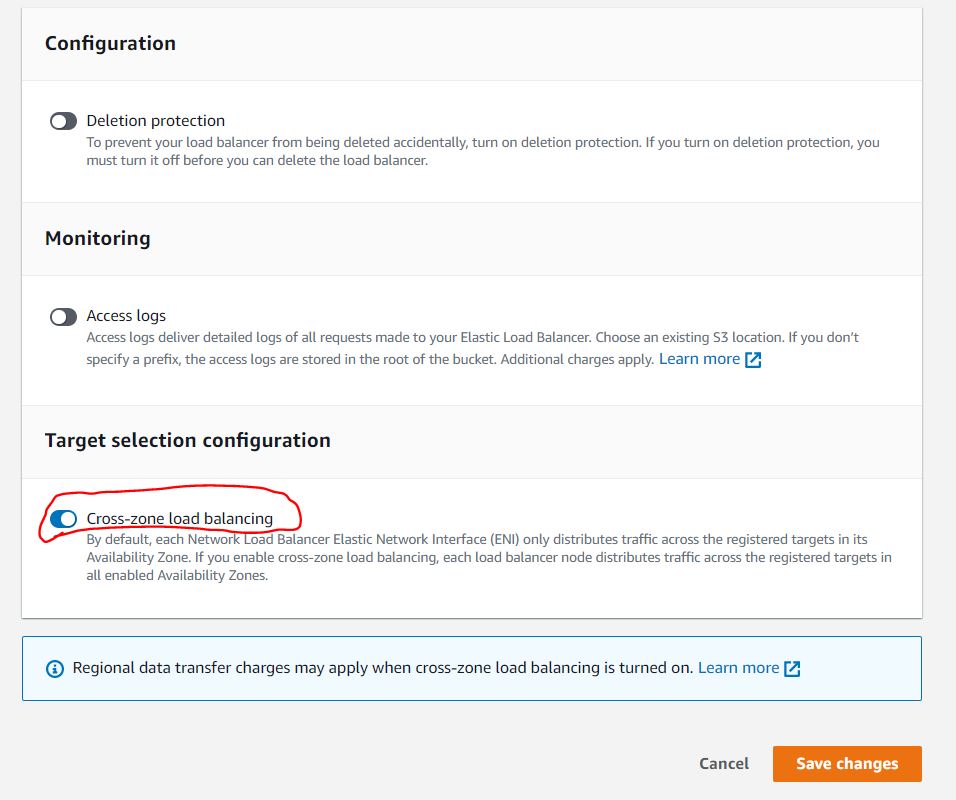 Configuration
Deletion protection
To prevent your load balancer from being deleted accidentally, turn on deletion protection. If you turn on deletion protection, you
must turn it off before you can delete the load balancer.
Monitoring
Access logs
Access logs deliver detailed logs of all requests made to your Elastic Load Balancer. Choose an existing S3 location. If you don’t
specify a prefix, the access logs are stored in the root of the bucket. Additional charges apply. Learn more
Target selection configuration
Cross-zone load balancing
By default, each Network Load Balancer Elastic Network Interface (ENI) only distributes traffic across the registered targets in its
Availability Zone. If you enable cross-zone load balancing, each load balancer node distributes traffic across the registered targets in
all enabled Availability Zones.
Regional data transfer charges may apply when cross-zone load balancing is turned on. Learn more
Cancel Save changes